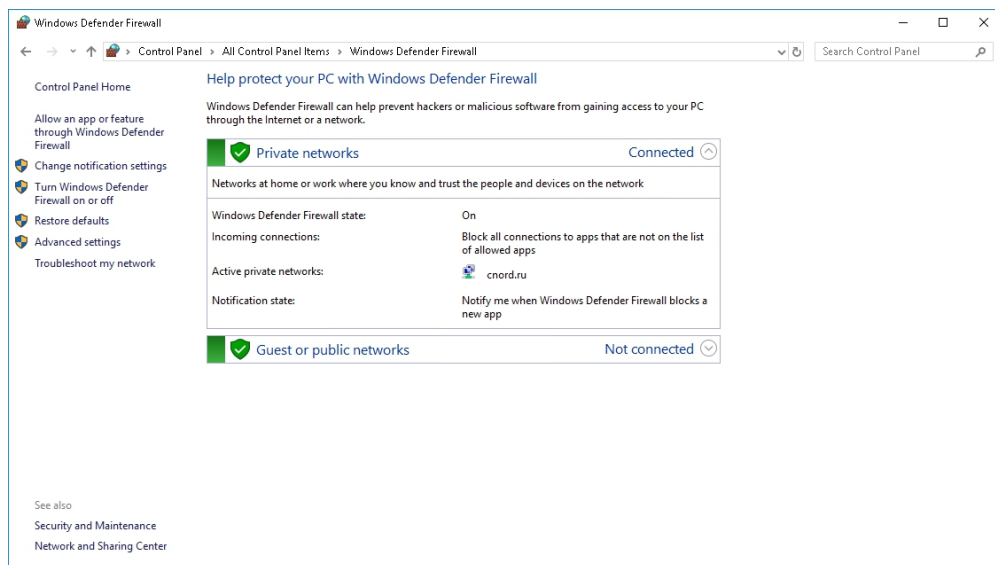 Windows Defender Firewall
Control Panel › All Control Panel Items › Windows Defender Firewall
Search Control Panel
Control Panel Home
Allow an app or feature
through Windows Defender
Firewall
Change notification settings
Turn Windows Defender
Firewall on or off
Restore defaults
Advanced settings
Troubleshoot my network
See also
Security and Maintenance
Network and Sharing Center
Help protect your PC with Windows Defender Firewall
Windows Defender Firewall can help prevent hackers or malicious software from gaining access to your PC
through the Internet or a network.
Private networks Connected
Networks at home or work where you know and trust the people and devices on the network
Windows Defender Firewall state: On
Incoming connections: Block all connections to apps that are not on the list
of allowed apps
Active private networks: cnord.ru
Notification state: Notify me when Windows Defender Firewall blocks a
new app
Guest or public networks Not connected